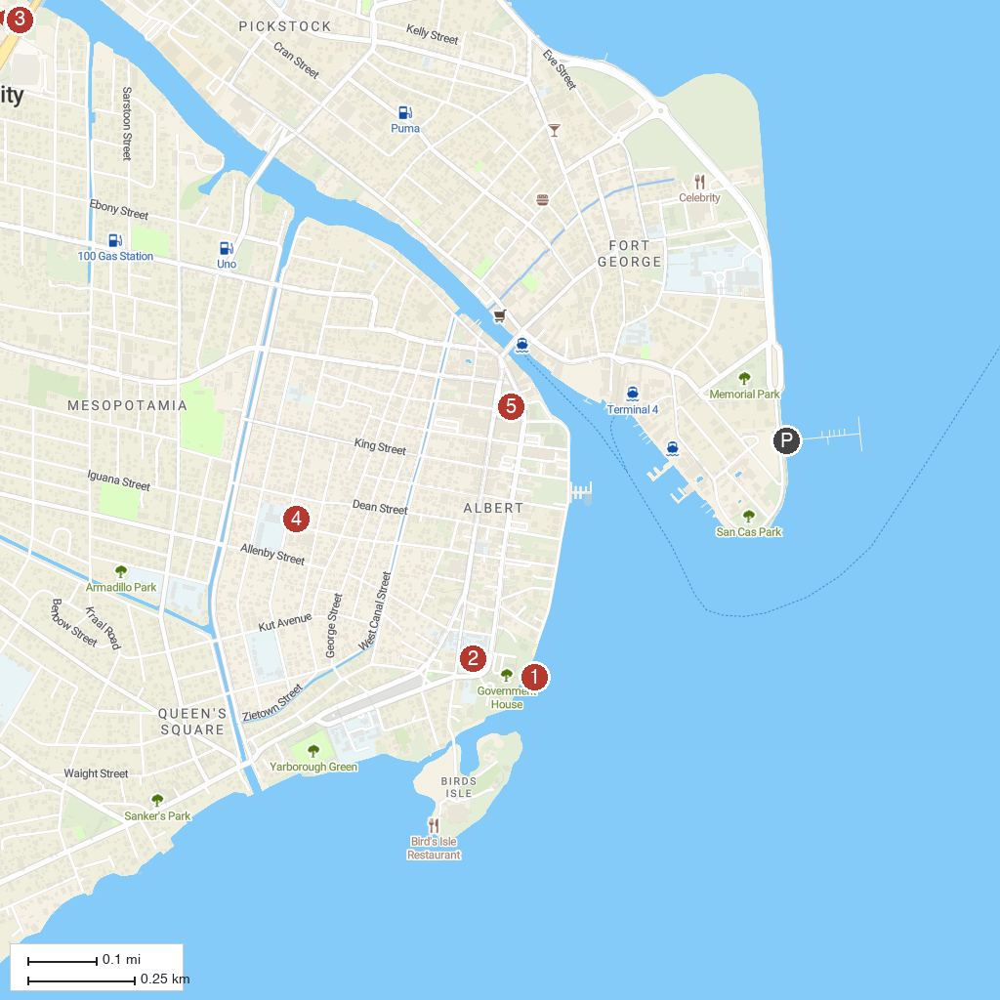 PICKSTOCK
Kelly Street
Cran Street
Eve Street
3
ity
Sarstoon Street
Puma
Celebrity
Ebony Street
FORT
GEORGE
100 Gas Station
Uno
Memorial Park
MESOPOTAMIA
5
Terminal 4
P
King Street
Iguana Street
Dean Street
ALBERT
4
San Cas Park
Allenby Street
Armadillo Park
Benbow Street
Kraal Road
Kut Avenue
George Street
West Canal Street
2
1
Government
House
Zietown Street
QUEEN'S
SQUARE
Yarborough Green
Waight Street
BIRDS
ISLE
Sanker's Park
Bird's Isle
Restaurant
0.1 mi
0.25 km